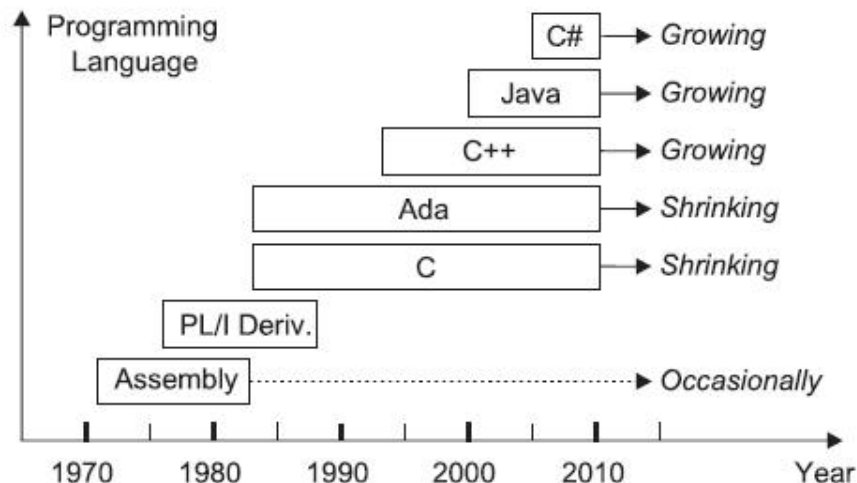 Programming
Language
C# Growing
Java Growing
C++ Growing
Ada Shrinking
C Shrinking
PL/I Deriv.
Assembly Occasionally
1970 1980 1990 2000 2010 Year